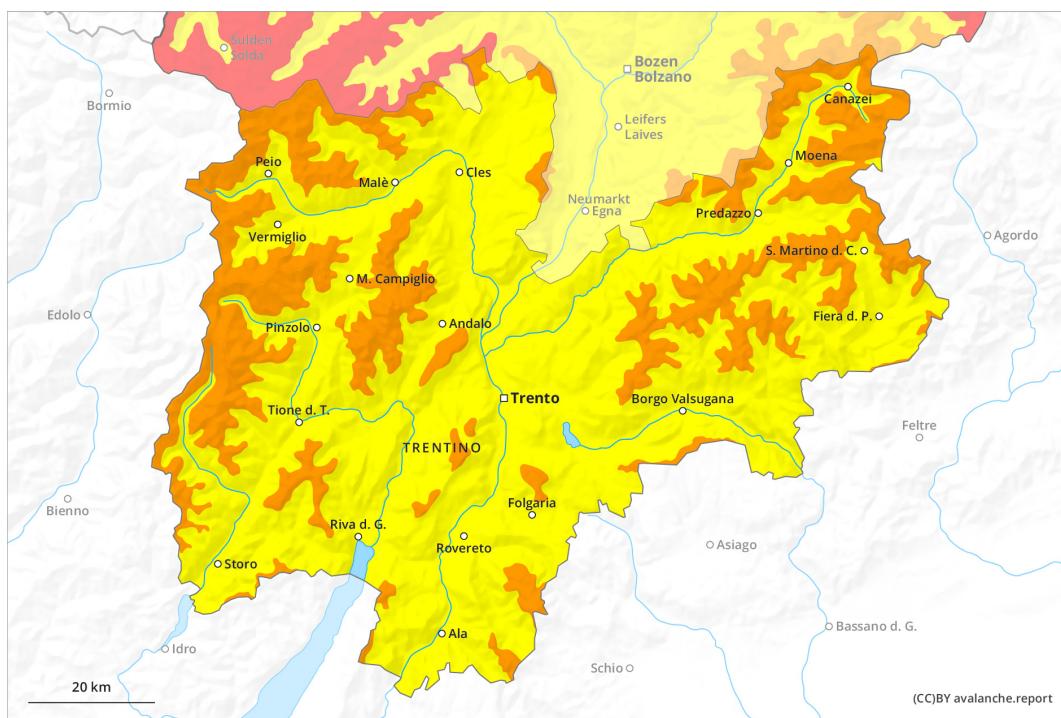 Sulden
Solda
Bozen
Bolzano
Bormio
Canazei
Leifers
Laives
Moena
Peio
Malè
Cles
Neumarkt
Egna
Predazzo
Vermiglio
Agordo
S. Martino d. C.
M. Campiglio
Edolo
Pinzolo
Andalo
Fiera d. P.
Trento
Borgo Valsugana
Tione d. T.
Feltre
TRENTINO
Bienno
Folgaria
Riva d. G.
Rovereto
Asiago
Storo
Bassano d. G.
Ala
Idro
Schio
20 km
(CC)BY avalanche.report